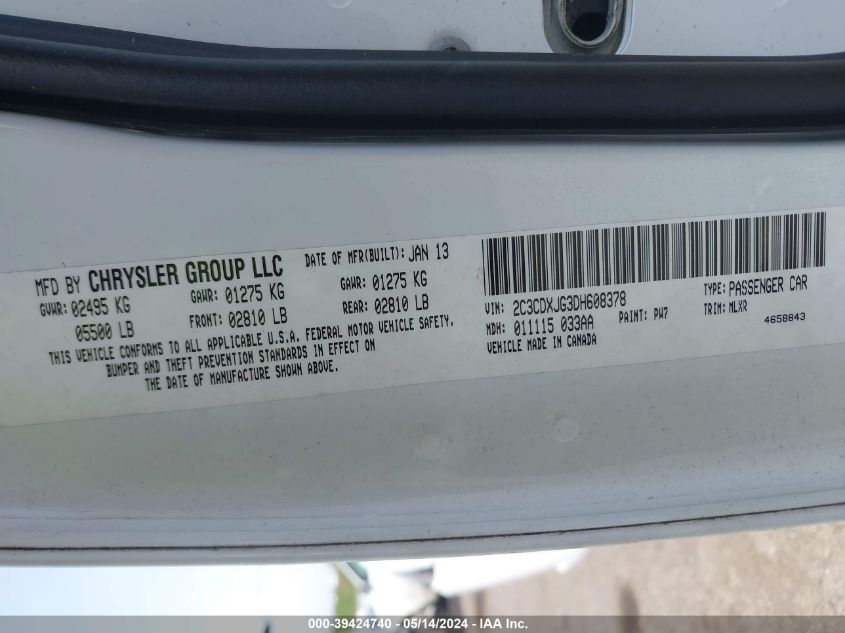 MFD BY CHRYSLER GROUP LLC DATE OF MFR(BUILT): JAN 13
GVWR: 02495 KG GAWR: 01275 KG GAWR: 01275 KG
05500 LB FRONT: 02810 LB REAR: 02810 LB
THIS VEHICLE CONFORMS TO ALL APPLICABLE U.S.A. FEDERAL MOTOR VEHICLE SAFETY,
BUMPER AND THEFT PREVENTION STANDARDS IN EFFECT ON
THE DATE OF MANUFACTURE SHOWN ABOVE.
VIN: 2C3CDXJG3DH608378 TYPE: PASSENGER CAR
MDH: 011115 033AA PAINT: PW7 TRIM: MLXR
VEHICLE MADE IN CANADA 4658843
000-39424740 - 05/14/2024 - IAA, Inc.